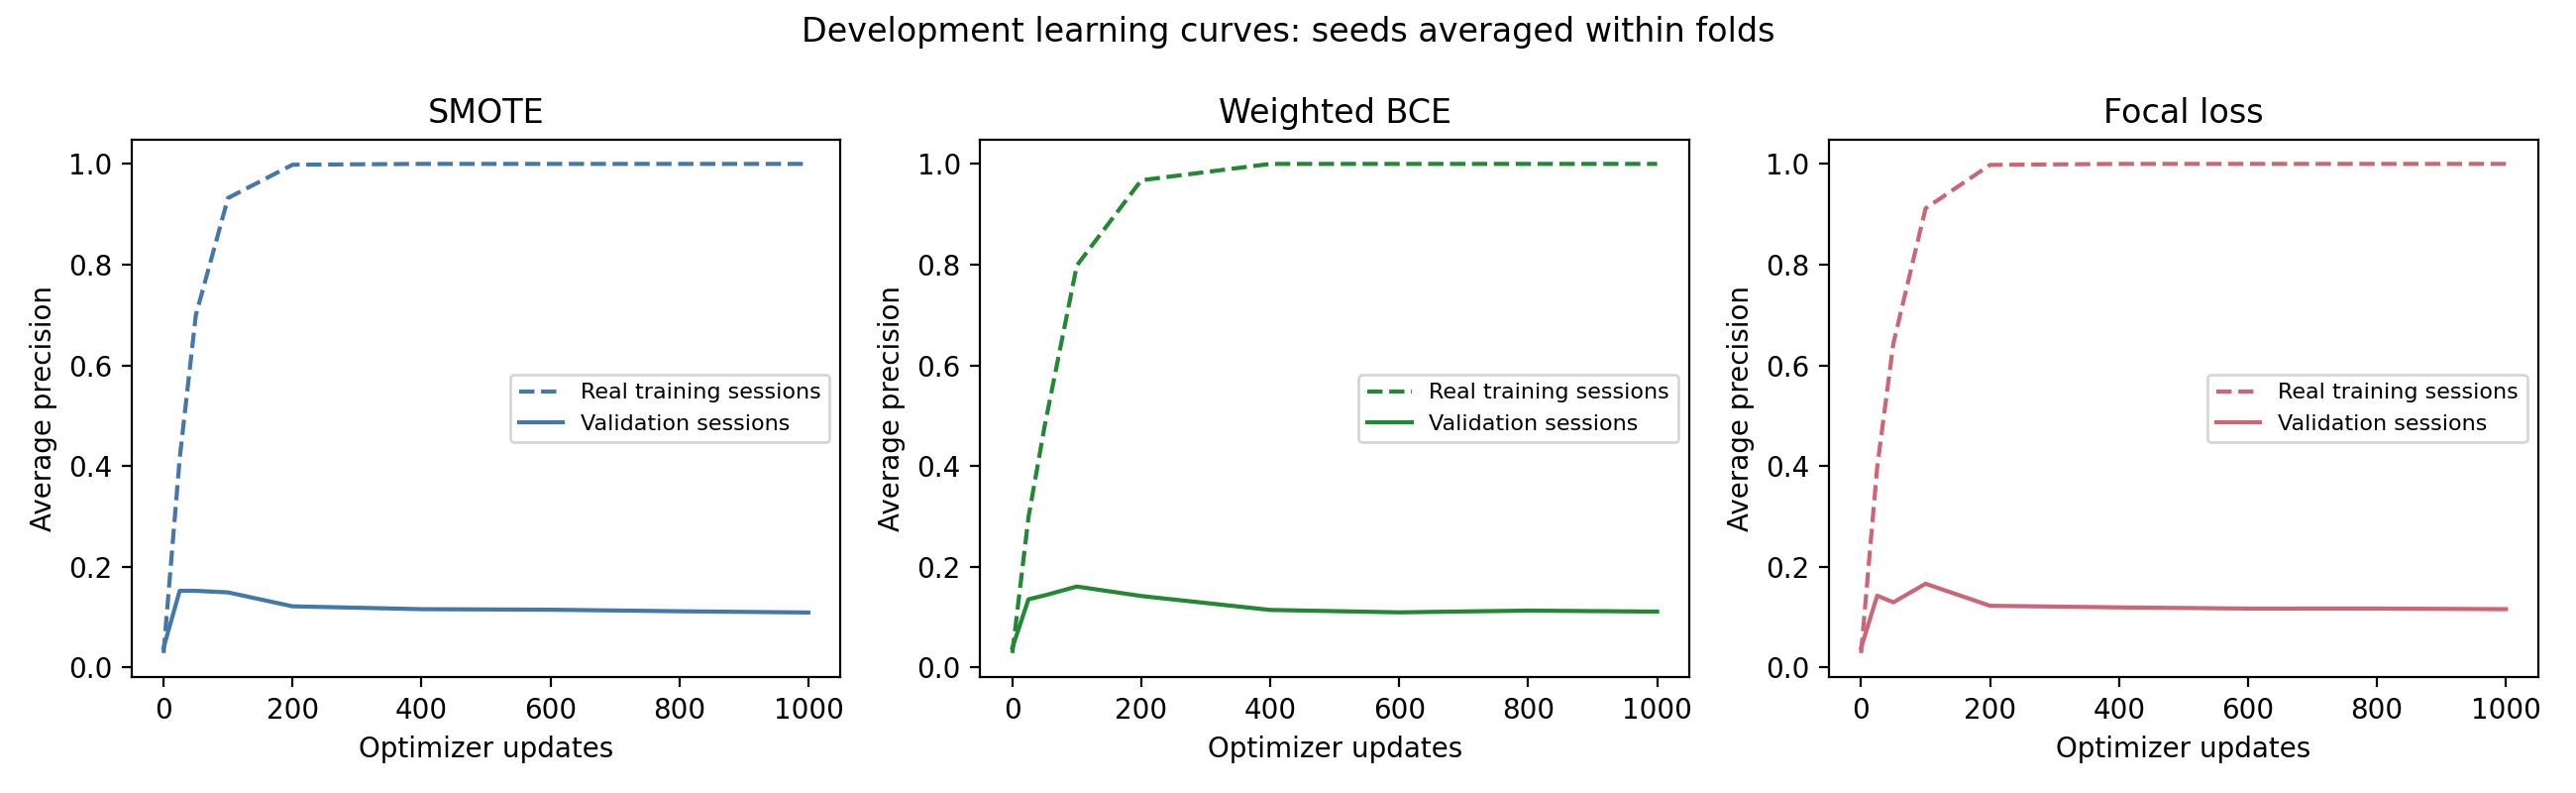 Development learning curves: seeds averaged within folds
SMOTE
Average precision
1.0
0.8
0.6
0.4
0.2
0.0
Real training sessions
Validation sessions
0 200 400 600 800 1000
Optimizer updates
Weighted BCE
Average precision
1.0
0.8
0.6
0.4
0.2
0.0
Real training sessions
Validation sessions
0 200 400 600 800 1000
Optimizer updates
Focal loss
Average precision
1.0
0.8
0.6
0.4
0.2
0.0
Real training sessions
Validation sessions
0 200 400 600 800 1000
Optimizer updates